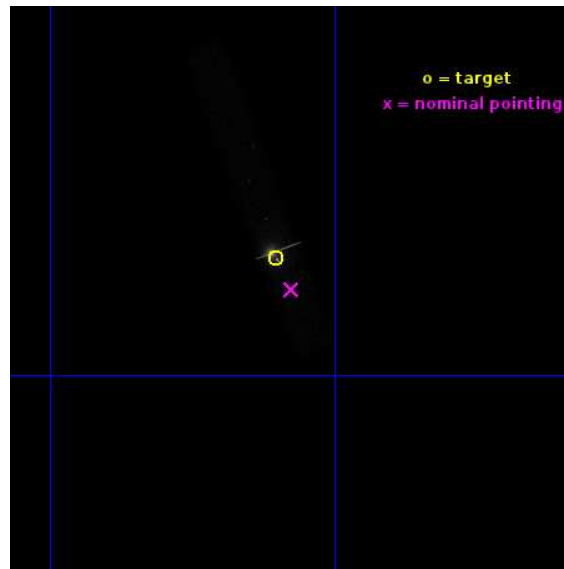 o = target
x = nominal pointing